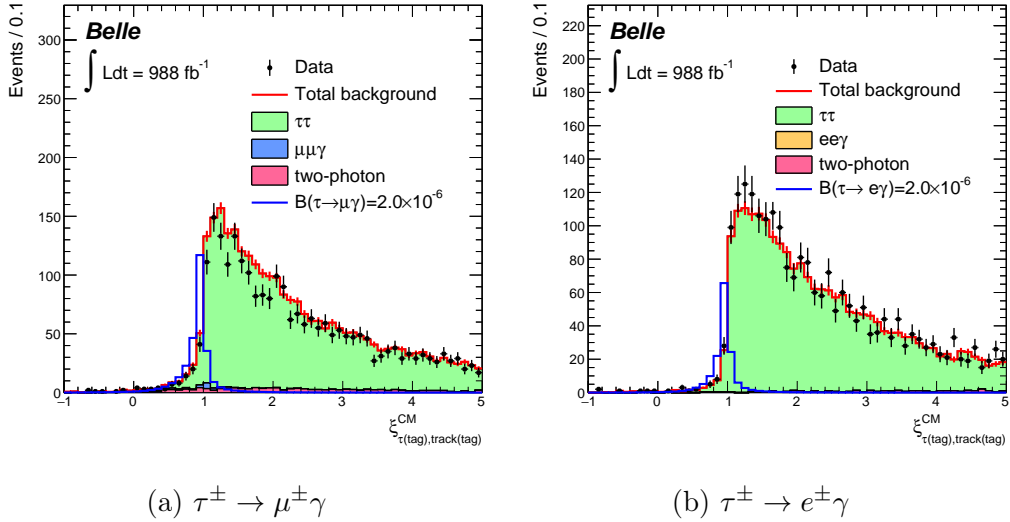 Events / 0.1
Belle
∫ Ldt = 988 fb⁻¹
Data
Total background
ττ
μμγ
two-photon
B(τ→μγ)=2.0×10⁻⁶
300
250
200
150
100
50
0
−1 0 1 2 3 4 5
ξ^CM_τ(tag),track(tag)
(a) τ± → μ±γ
Events / 0.1
Belle
∫ Ldt = 988 fb⁻¹
Data
Total background
ττ
eeγ
two-photon
B(τ→ eγ)=2.0×10⁻⁶
220
200
180
160
140
120
100
80
60
40
20
0
−1 0 1 2 3 4 5
ξ^CM_τ(tag),track(tag)
(b) τ± → e±γ